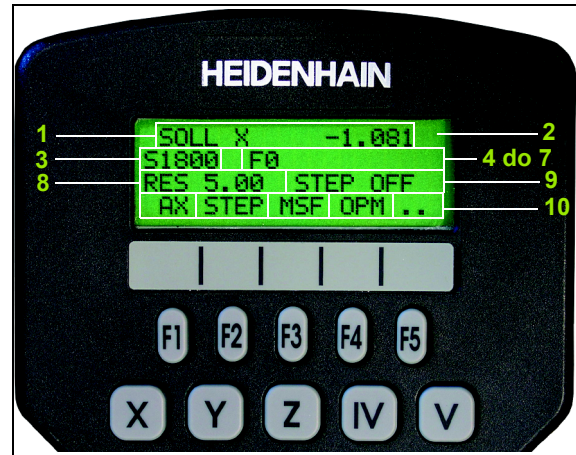 HEIDENHAIN
1 SOLL X -1.081 2
3 S1800 F0 4 do 7
8 RES 5.00 STEP OFF 9
AX STEP MSF OPM .. 10
F1 F2 F3 F4 F5
X Y Z IV V